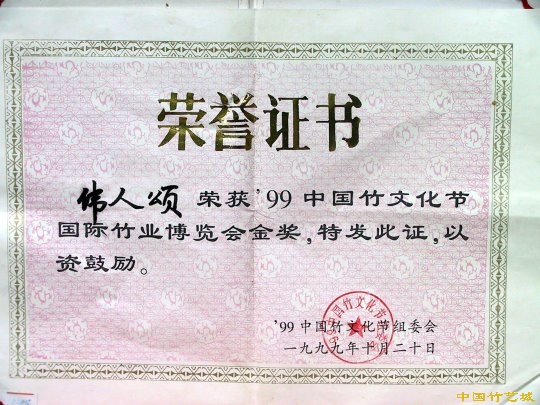 荣誉证书
伟人颂 荣获'99中国竹文化节
国际竹业博览会金奖,特发此证,以
资鼓励。
'99中国竹文化节组委会
一九九九年十月二十日
中国竹艺城